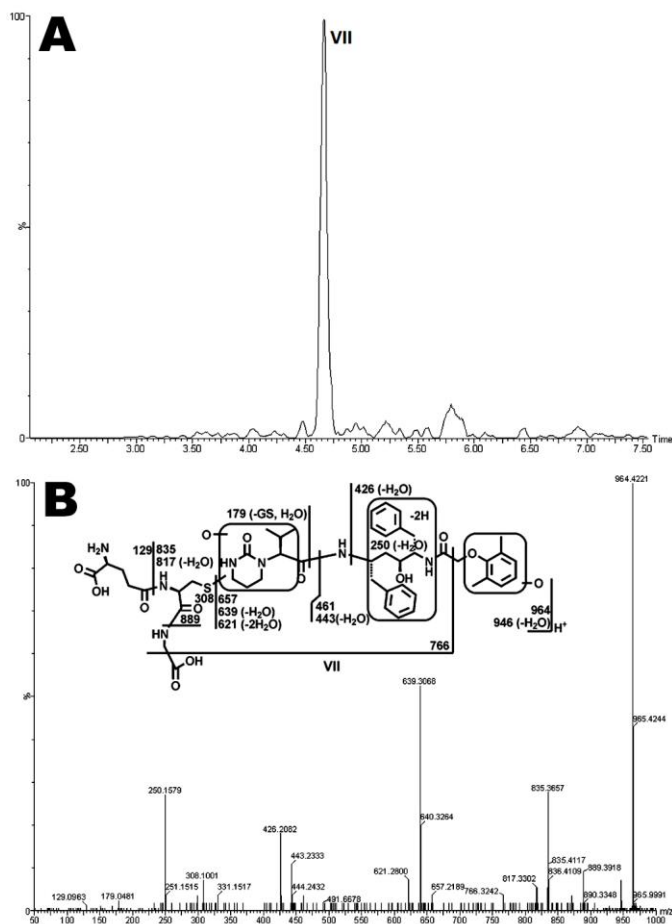 A
100
VII
%
0
2.50
3.00
3.50
4.00
4.50
5.00
5.50
6.00
6.50
7.00
7.50
Time
B
100
964.4221
426 (-H₂O)
179 (-GS, H₂O)
-2H
O
O
H₂N
129
835
817 (-H₂O)
HN
N
O
N
H
250 (-H₂O)
H
N
O
O
O
HO
O
O
H
N
S
308
657
639 (-H₂O)
621 (-2H₂O)
OH
461
443(-H₂O)
964
946 (-H₂O)
H⁺
O
889
HN
766
OH
O
VII
639.3068
%
965.4244
250.1579
835.3657
640.3264
426.2082
443.2333
835.4117
889.3918
308.1001
621.2800
836.4109
817.3302
129.0963
179.0481
251.1515
331.1517
444.2432
491.6678
657.2189
766.3242
890.3348
965.9991
0
50
100
150
200
250
300
350
400
450
500
550
600
650
700
750
800
850
900
950
1000